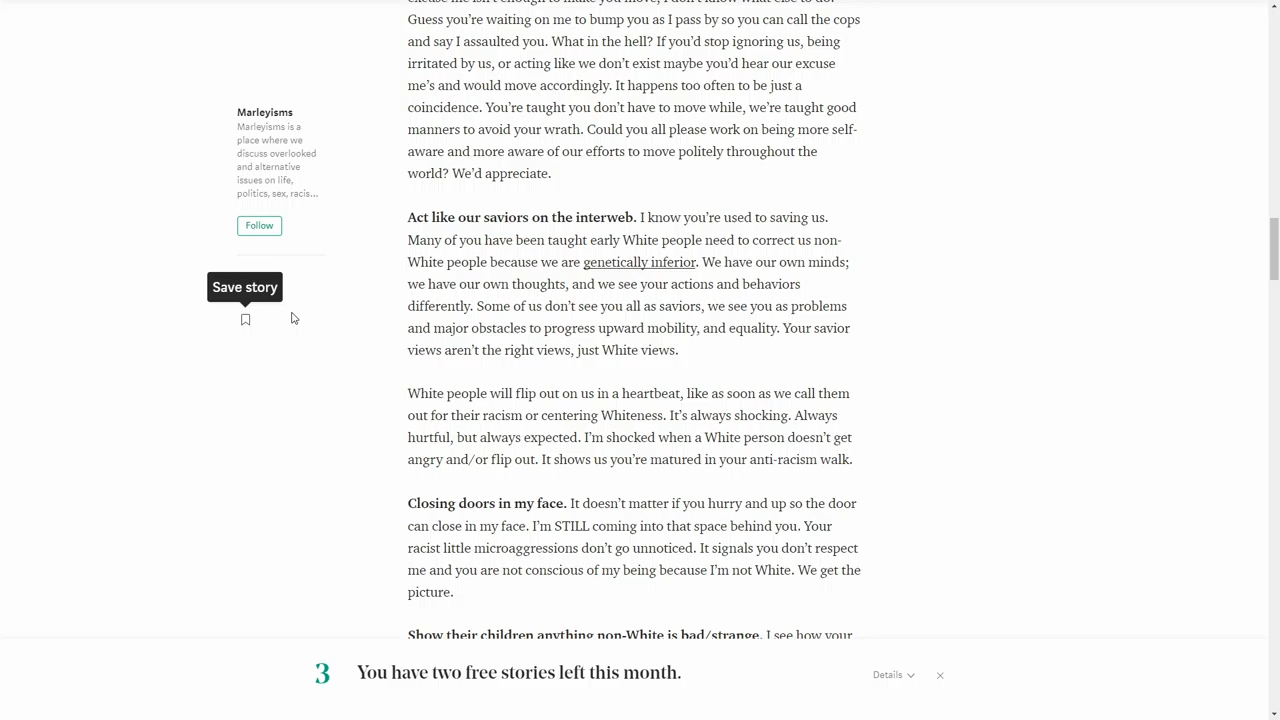 excuse me isn't enough to make you move, I don't know what else to do.
Guess you're waiting on me to bump you as I pass by so you can call the cops
and say I assaulted you. What in the hell? If you'd stop ignoring us, being
irritated by us, or acting like we don't exist maybe you'd hear our excuse
me's and would move accordingly. It happens too often to be just a
coincidence. You're taught you don't have to move while, we're taught good
manners to avoid your wrath. Could you all please work on being more self-
aware and more aware of our efforts to move politely throughout the
world? We'd appreciate.
Marleyisms
Marleyisms is a
place where we
discuss overlooked
and alternative
issues on life,
politics, sex, racis...
Follow
Save story
Act like our saviors on the interweb. I know you're used to saving us.
Many of you have been taught early White people need to correct us non-
White people because we are genetically inferior. We have our own minds;
we have our own thoughts, and we see your actions and behaviors
differently. Some of us don't see you all as saviors, we see you as problems
and major obstacles to progress upward mobility, and equality. Your savior
views aren't the right views, just White views.
White people will flip out on us in a heartbeat, like as soon as we call them
out for their racism or centering Whiteness. It's always shocking. Always
hurtful, but always expected. I'm shocked when a White person doesn't get
angry and/or flip out. It shows us you're matured in your anti-racism walk.
Closing doors in my face. It doesn't matter if you hurry and up so the door
can close in my face. I'm STILL coming into that space behind you. Your
racist little microaggressions don't go unnoticed. It signals you don't respect
me and you are not conscious of my being because I'm not White. We get the
picture.
Show their children anything non-White is bad/strange. I see how your
3 You have two free stories left this month.
Details